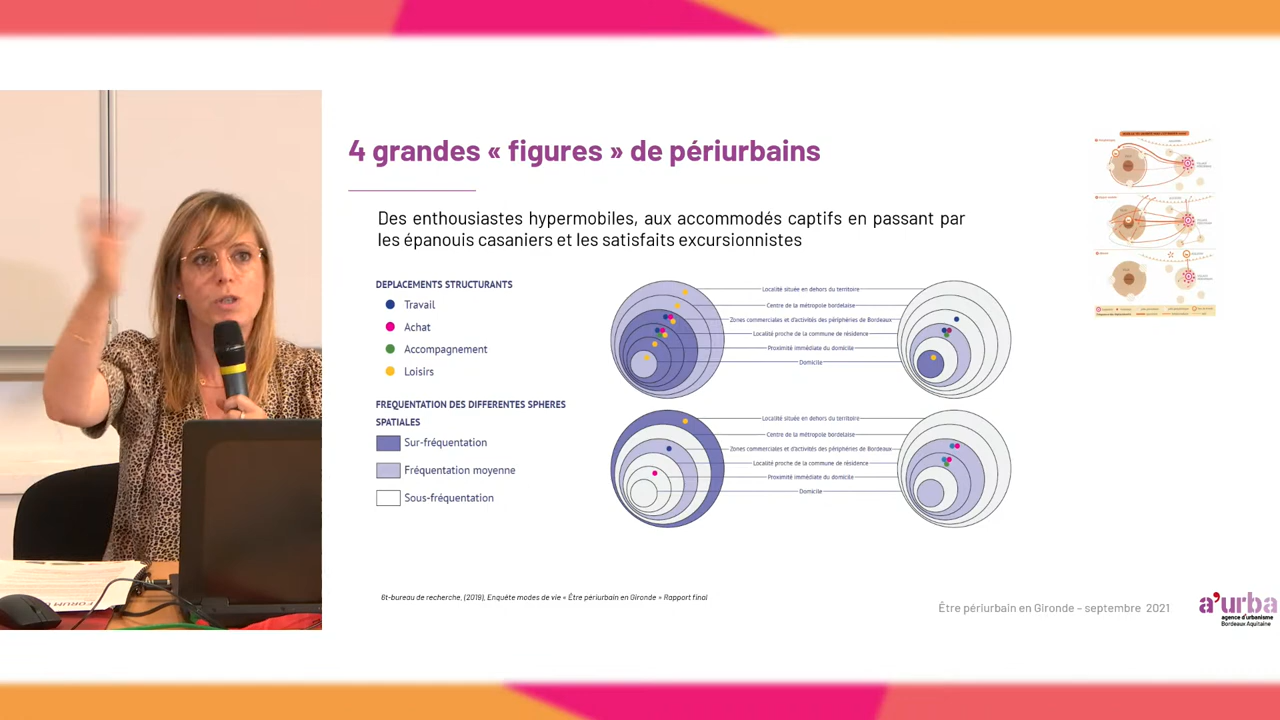 4 grandes « figures » de périurbains
Des enthousiastes hypermobiles, aux accommodés captifs en passant par
les épanouis casaniers et les satisfaits excursionnistes
DEPLACEMENTS STRUCTURANTS
Travail
Achat
Accompagnement
Loisirs
FREQUENTATION DES DIFFERENTES SPHERES
SPATIALES
Sur-fréquentation
Fréquentation moyenne
Sous-fréquentation
Localité située en dehors du territoire
Centre de la métropole bordelaise
Zones commerciales et d'activités des périphéries de Bordeaux
Localité proche de la commune de résidence
Proximité immédiate du domicile
Domicile
Localité située en dehors du territoire
Centre de la métropole bordelaise
Zones commerciales et d'activités des périphéries de Bordeaux
Localité proche de la commune de résidence
Proximité immédiate du domicile
Domicile
6t-bureau de recherche, (2019), Enquête modes de vie « Être périurbain en Gironde » Rapport final
Être périurbain en Gironde – septembre 2021
a'urba
agence d'urbanisme
Bordeaux Aquitaine